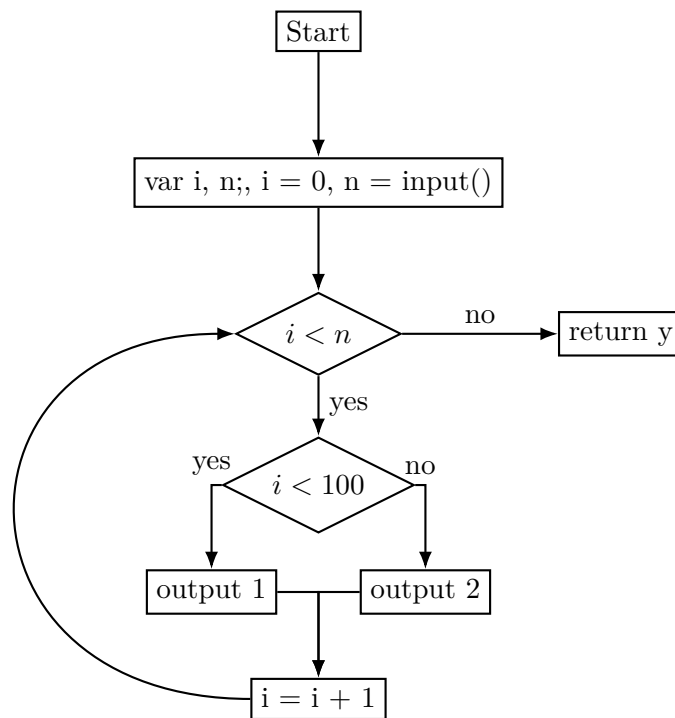 Start
var i, n;, i = 0, n = input()
i < n
no
return y
yes
yes
i < 100
no
output 1
output 2
i = i + 1